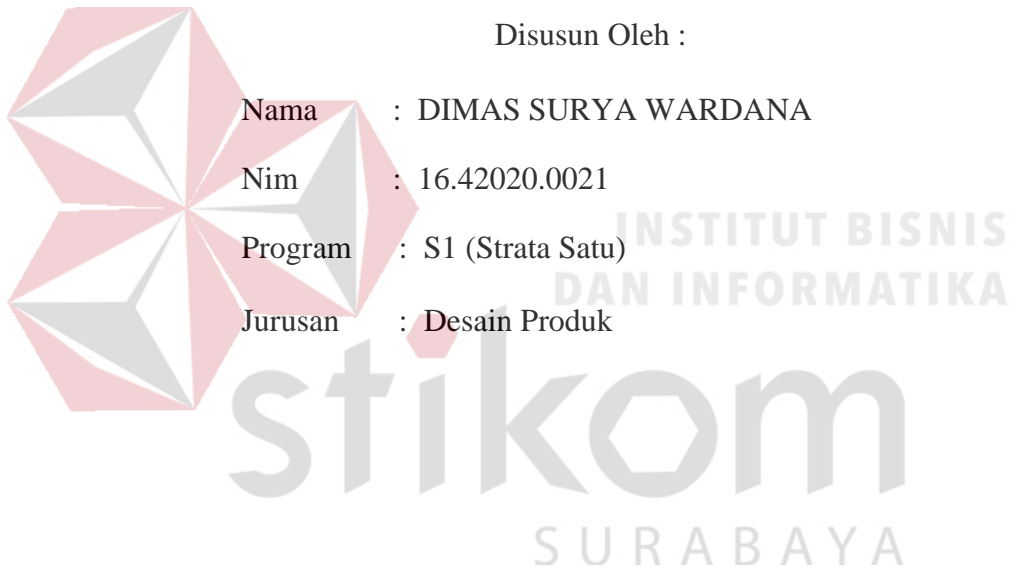 Disusun Oleh :
Nama : DIMAS SURYA WARDANA
Nim : 16.42020.0021
Program : S1 (Strata Satu)
Jurusan : Desain Produk
INSTITUT BISNIS
DAN INFORMATIKA
stikom
SURABAYA